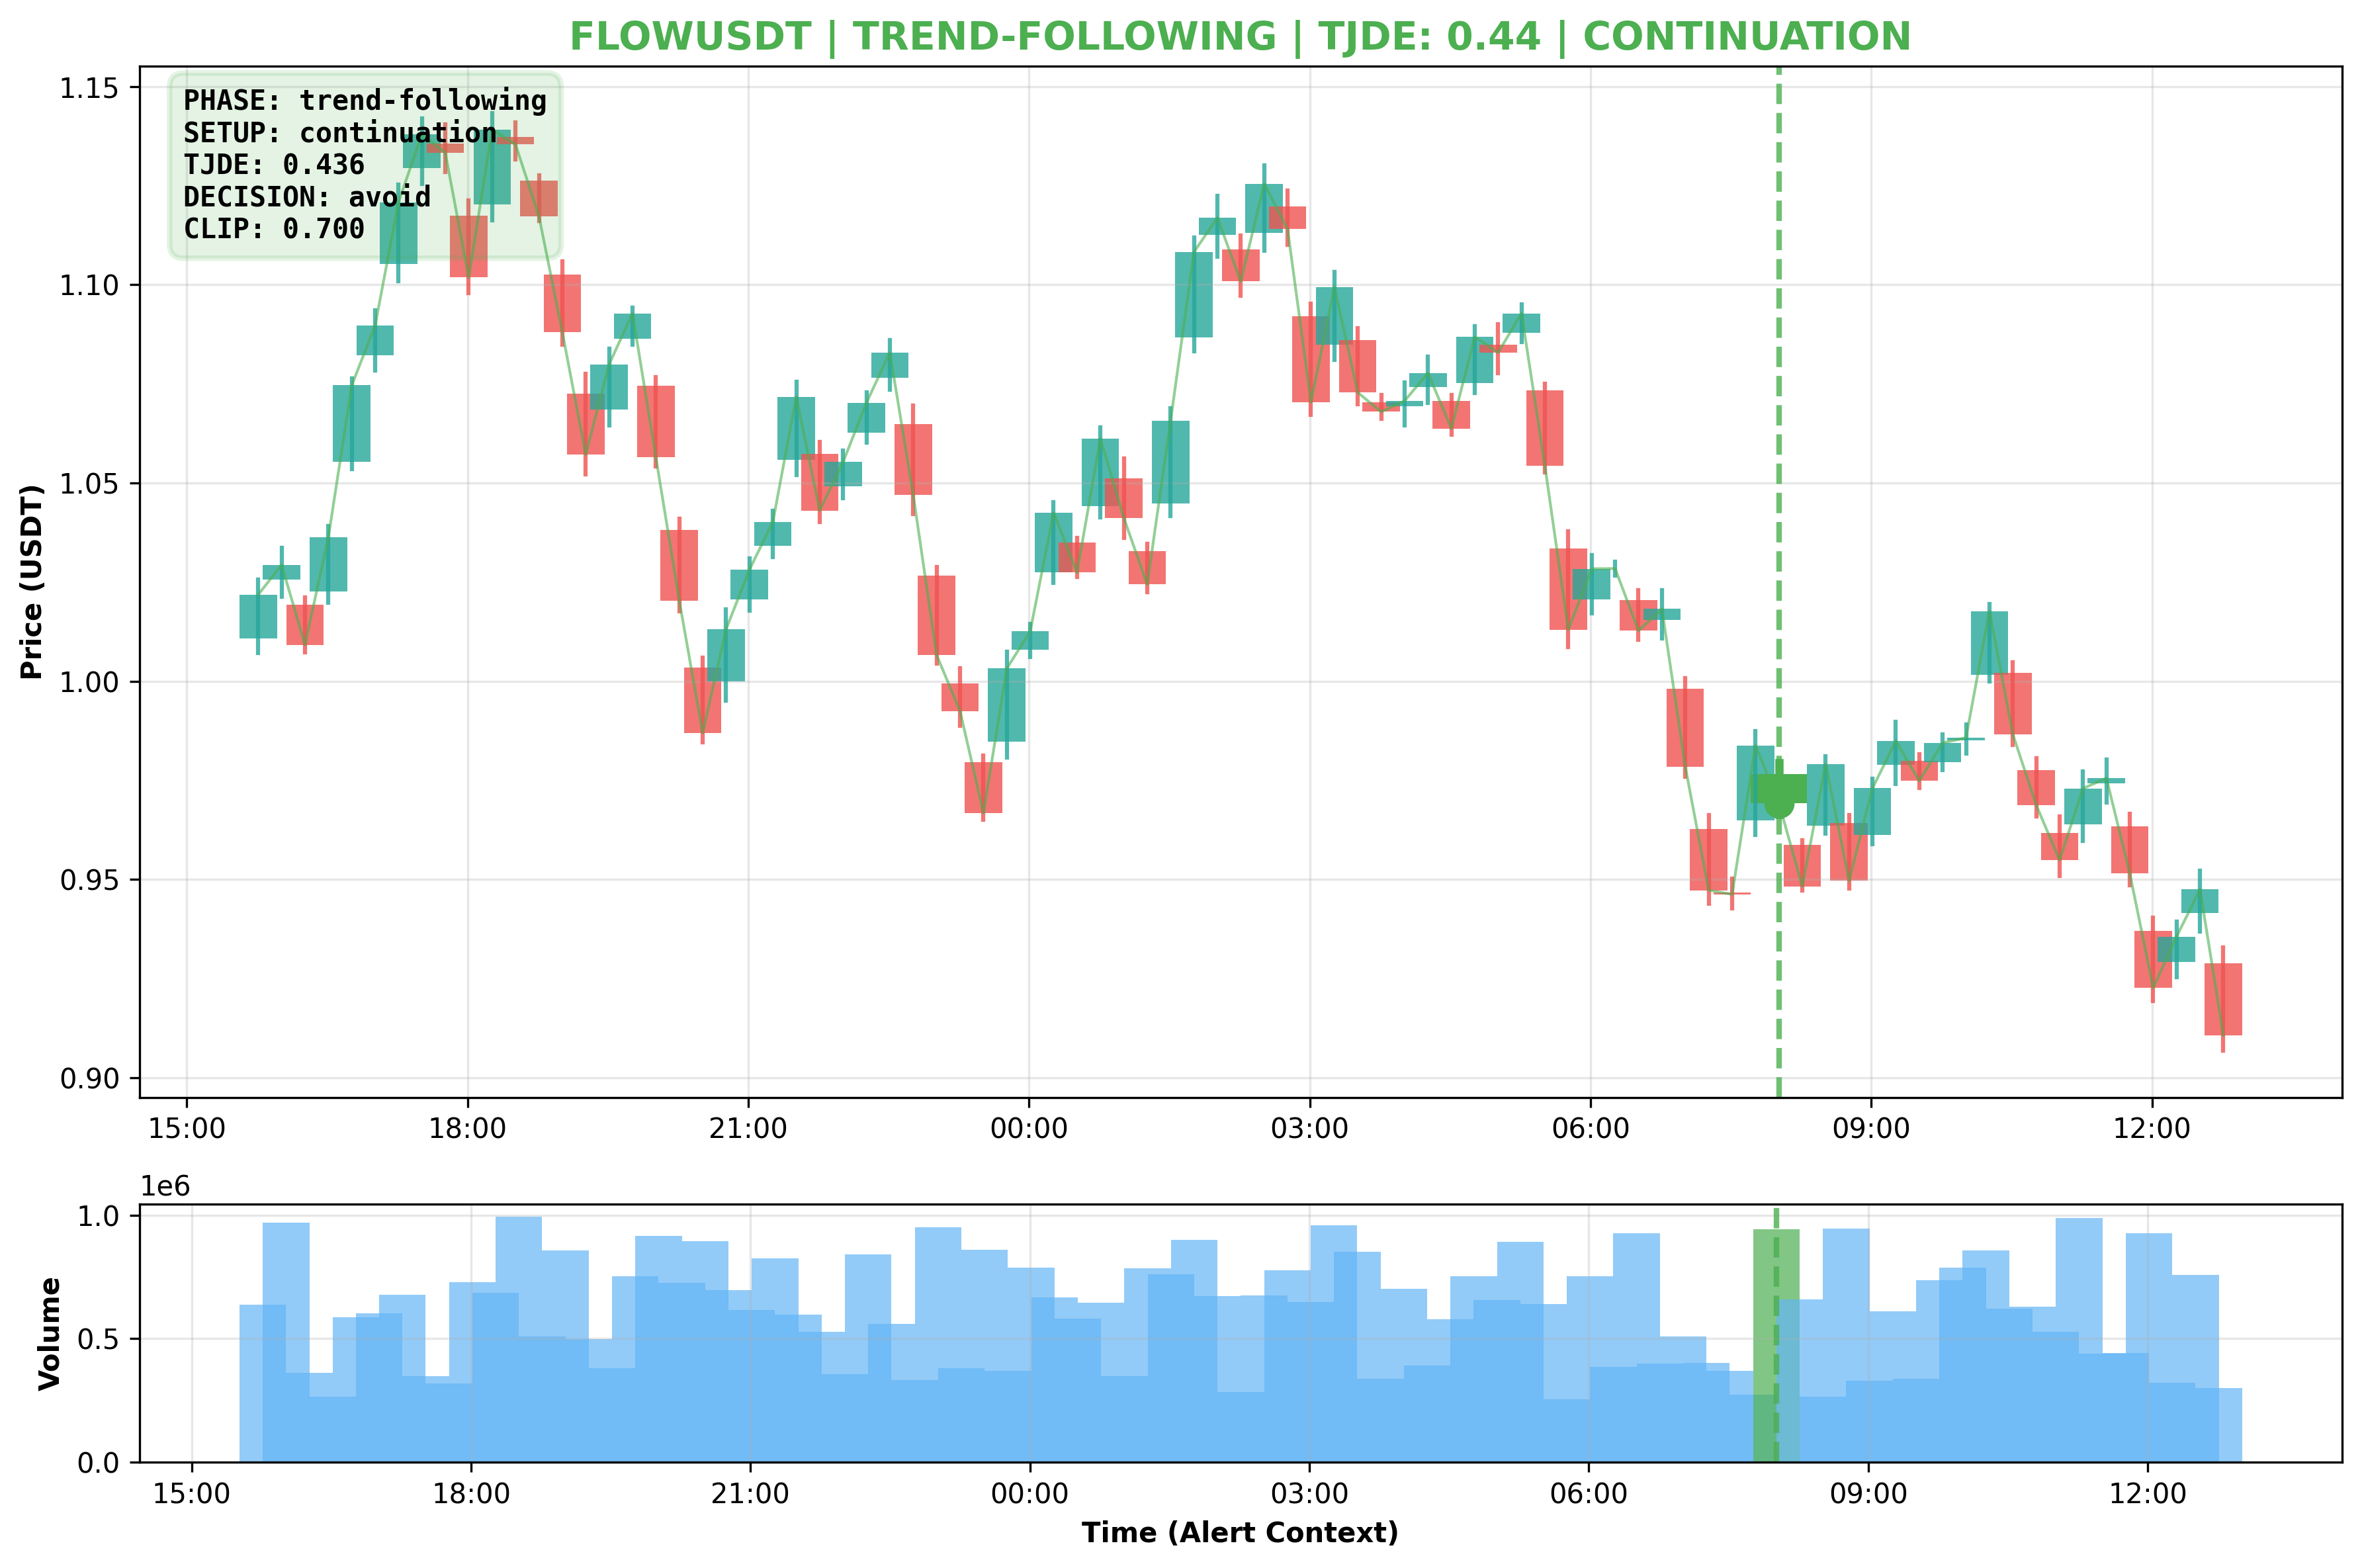 FLOWUSDT | TREND-FOLLOWING | TJDE: 0.44 | CONTINUATION
PHASE: trend-following
SETUP: continuation
TJDE: 0.436
DECISION: avoid
CLIP: 0.700
Price (USDT)
1.15
1.10
1.05
1.00
0.95
0.90
15:00 18:00 21:00 00:00 03:00 06:00 09:00 12:00
1e6
Volume
1.0
0.5
0.0
15:00 18:00 21:00 00:00 03:00 06:00 09:00 12:00
Time (Alert Context)